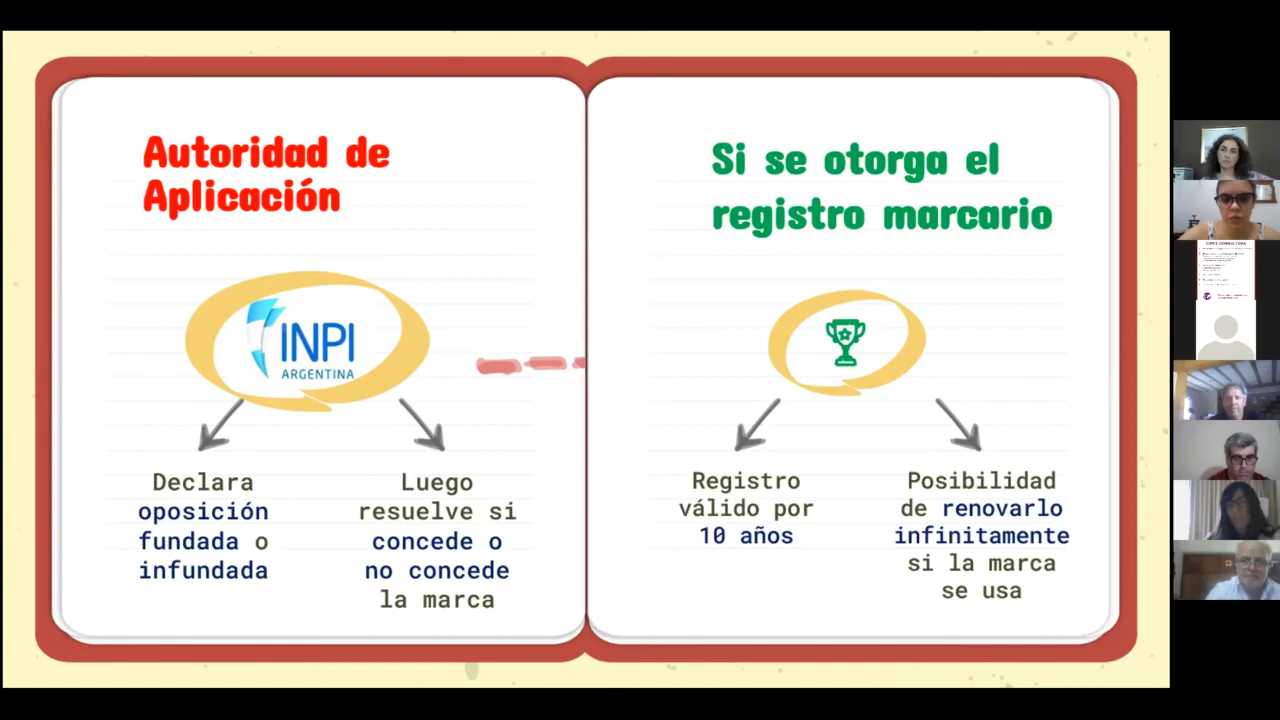 Autoridad de
Aplicación
INPI
ARGENTINA
Declara
oposición
fundada o
infundada
Luego
resuelve si
concede o
no concede
la marca
Si se otorga el
registro marcario
Registro
válido por
10 años
Posibilidad
de renovarlo
infinitamente
si la marca
se usa